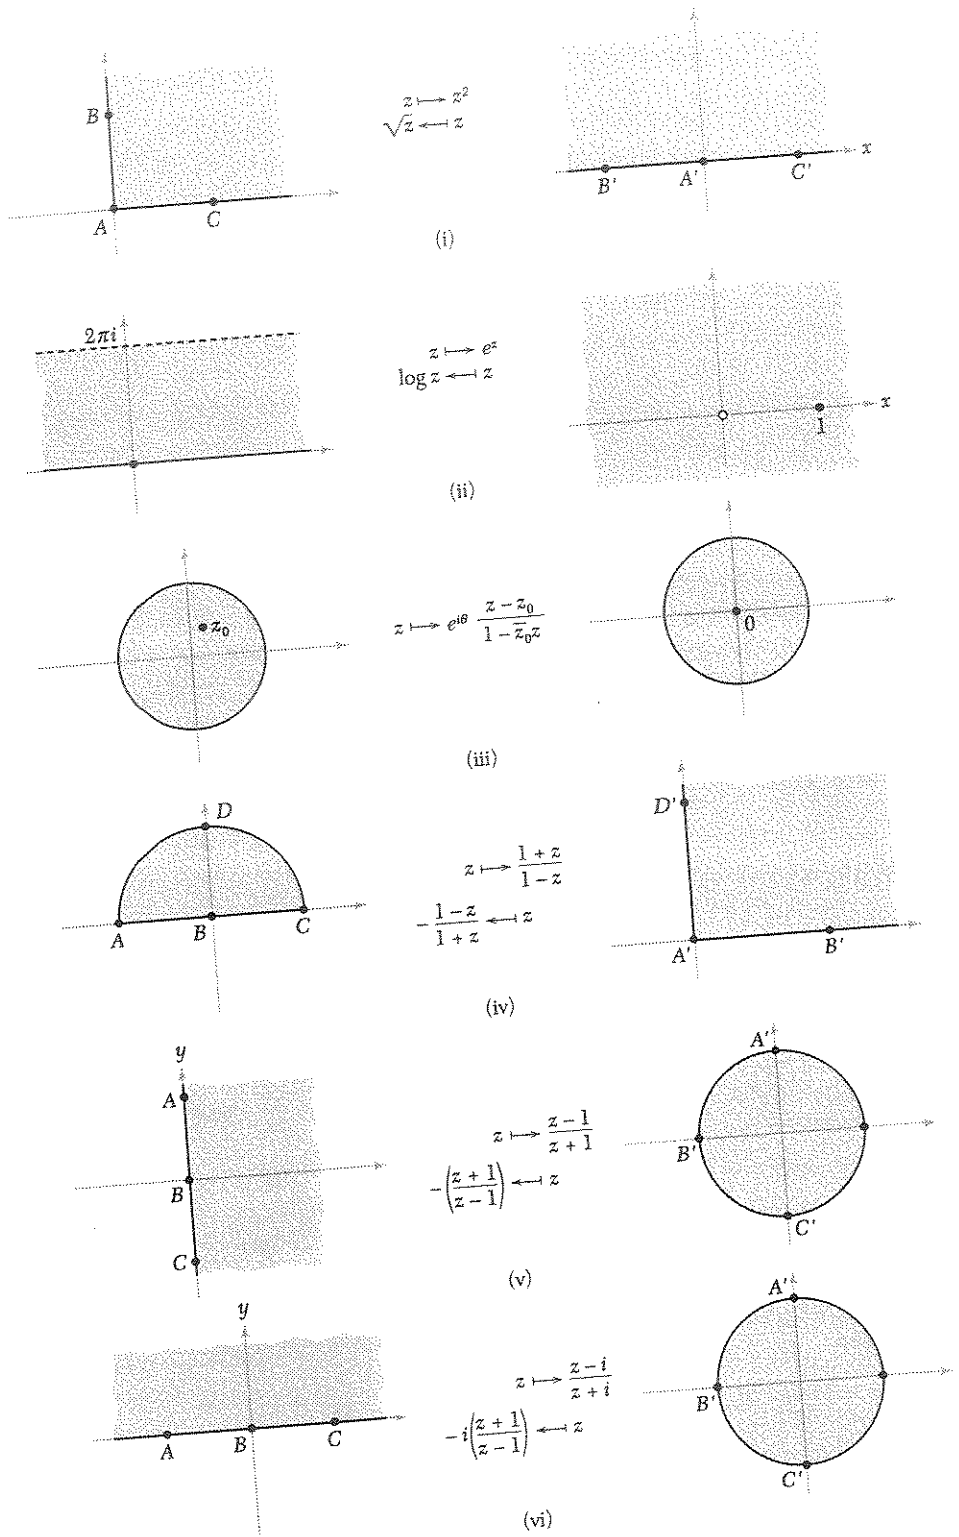 B
A
C
z ⟼ z²
√z ⟻ z
B'
A'
C'
x
(i)
2πi
z ⟼ eᶻ
log z ⟻ z
1
x
(ii)
z₀
z ⟼ e^{iθ} (z − z₀)/(1 − z̄₀z)
0
(iii)
D
A
B
C
z ⟼ (1 + z)/(1 − z)
−(1 − z)/(1 + z) ⟻ z
D'
A'
B'
(iv)
y
A
B
C
z ⟼ (z − 1)/(z + 1)
−((z + 1)/(z − 1)) ⟻ z
A'
B'
C'
(v)
y
A
B
C
z ⟼ (z − i)/(z + i)
−i((z + 1)/(z − 1)) ⟻ z
A'
B'
C'
(vi)